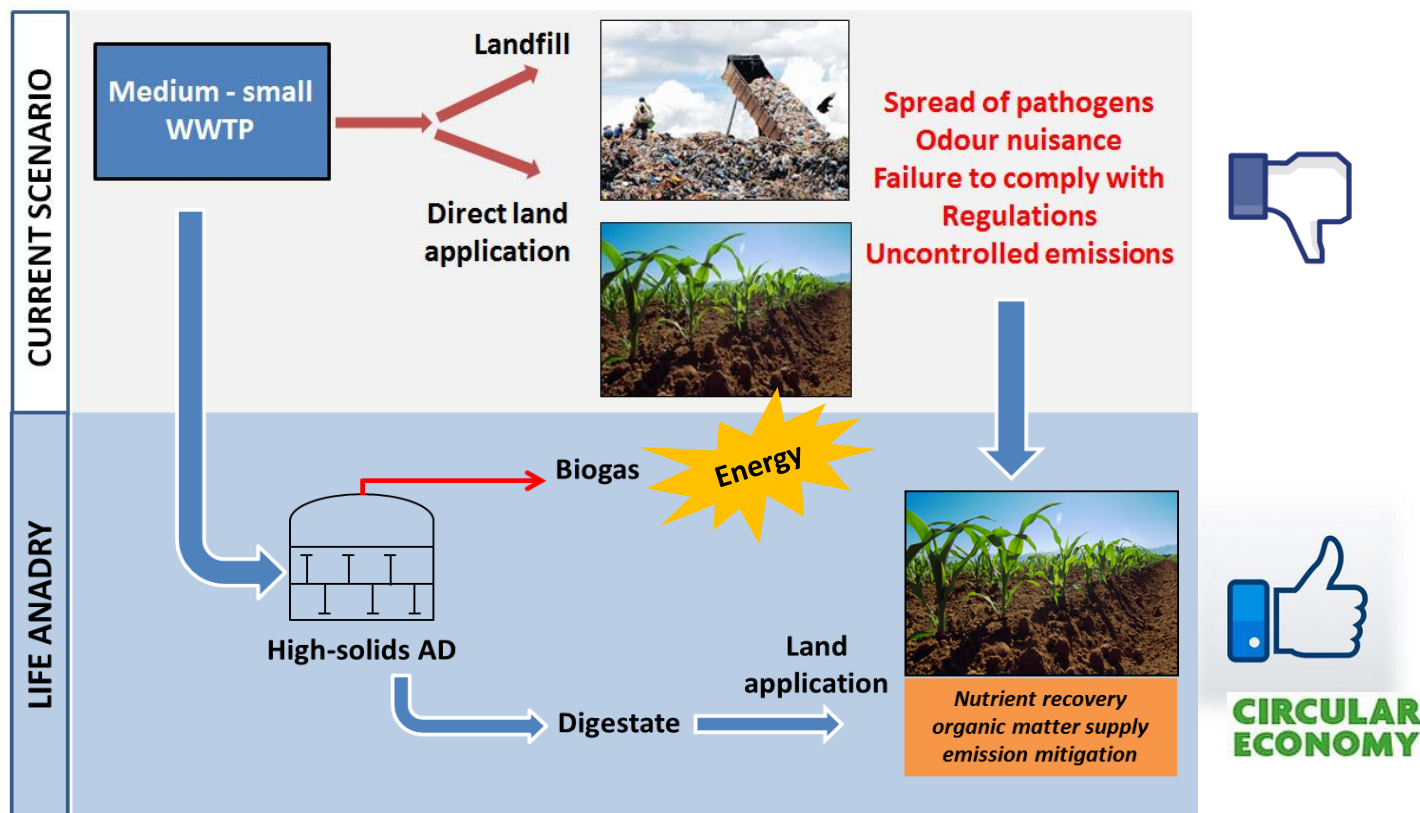 CURRENT SCENARIO
Medium - small
WWTP
Landfill
Direct land
application
Spread of pathogens
Odour nuisance
Failure to comply with
Regulations
Uncontrolled emissions
LIFE ANADRY
Biogas
Energy
High-solids AD
Digestate
Land
application
Nutrient recovery
organic matter supply
emission mitigation
CIRCULAR
ECONOMY